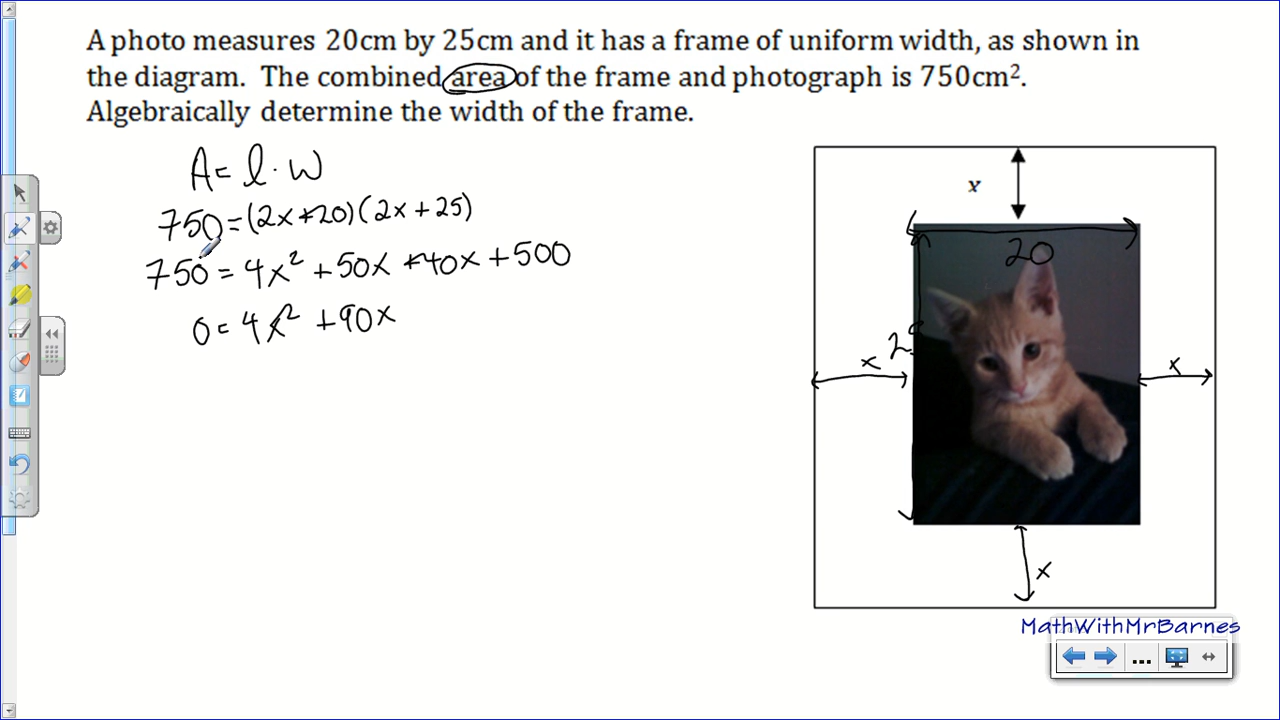 A photo measures 20cm by 25cm and it has a frame of uniform width, as shown in
the diagram. The combined area of the frame and photograph is 750cm².
Algebraically determine the width of the frame.
A = l · w
750 = (2x + 20)(2x + 25)
750 = 4x² + 50x + 40x + 500
0 = 4x² + 90x
x
20
25
x
x
x
MathWithMrBarnes
...